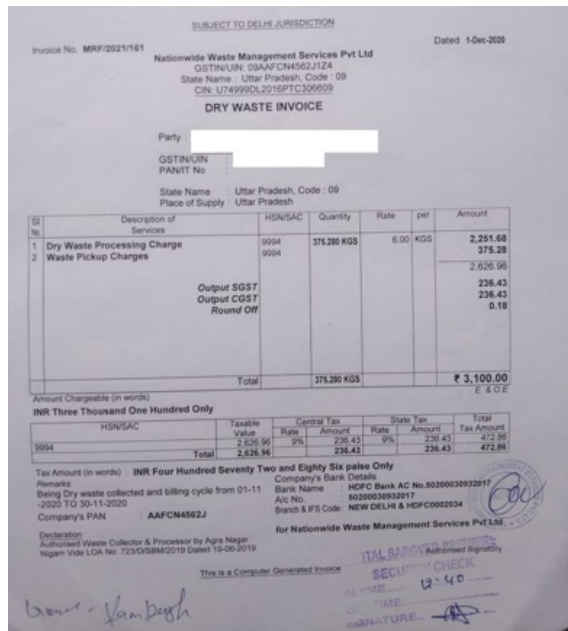 SUBJECT TO DELHI JURISDICTION
Invoice No. MRF/2021/161
Dated 1-Dec-2020
Nationwide Waste Management Services Pvt Ltd
GSTIN/UIN: 09AAFCN4562J1Z4
State Name : Uttar Pradesh, Code : 09
CIN: U74999DL2016PTC306609
DRY WASTE INVOICE
Party :
GSTIN/UIN :
PAN/IT No :
State Name : Uttar Pradesh, Code : 09
Place of Supply : Uttar Pradesh
Sl No. Description of Services HSN/SAC Quantity Rate per Amount
1 Dry Waste Processing Charge 9994 375.280 KGS 6.00 KGS 2,251.68
2 Waste Pickup Charges 9994 375.28
2,626.96
Output SGST 236.43
Output CGST 236.43
Round Off 0.18
Total 375.280 KGS ₹ 3,100.00
Amount Chargeable (in words) E. & O.E
INR Three Thousand One Hundred Only
HSN/SAC Taxable Value Central Tax Rate Amount State Tax Rate Amount Total Tax Amount
9994 2,626.96 9% 236.43 9% 236.43 472.86
Total 2,626.96 236.43 236.43 472.86
Tax Amount (in words) : INR Four Hundred Seventy Two and Eighty Six paise Only
Remarks:
Being Dry waste collected and billing cycle from 01-11
-2020 TO 30-11-2020
Company's PAN : AAFCN4562J
Company's Bank Details
Bank Name : HDFC Bank AC No.50200030932017
A/c No. : 50200030932017
Branch & IFS Code : NEW DELHI & HDFC0002034
Declaration
Authorised Waste Collector & Processor by Agra Nagar
Nigam Vide LOA No: 723/D/SBM/2019 Dated 19-06-2019
for Nationwide Waste Management Services Pvt Ltd
Authorised Signatory
This is a Computer Generated Invoice
SECURITY CHECK
IN TIME 12:40
TIME
SIGNATURE